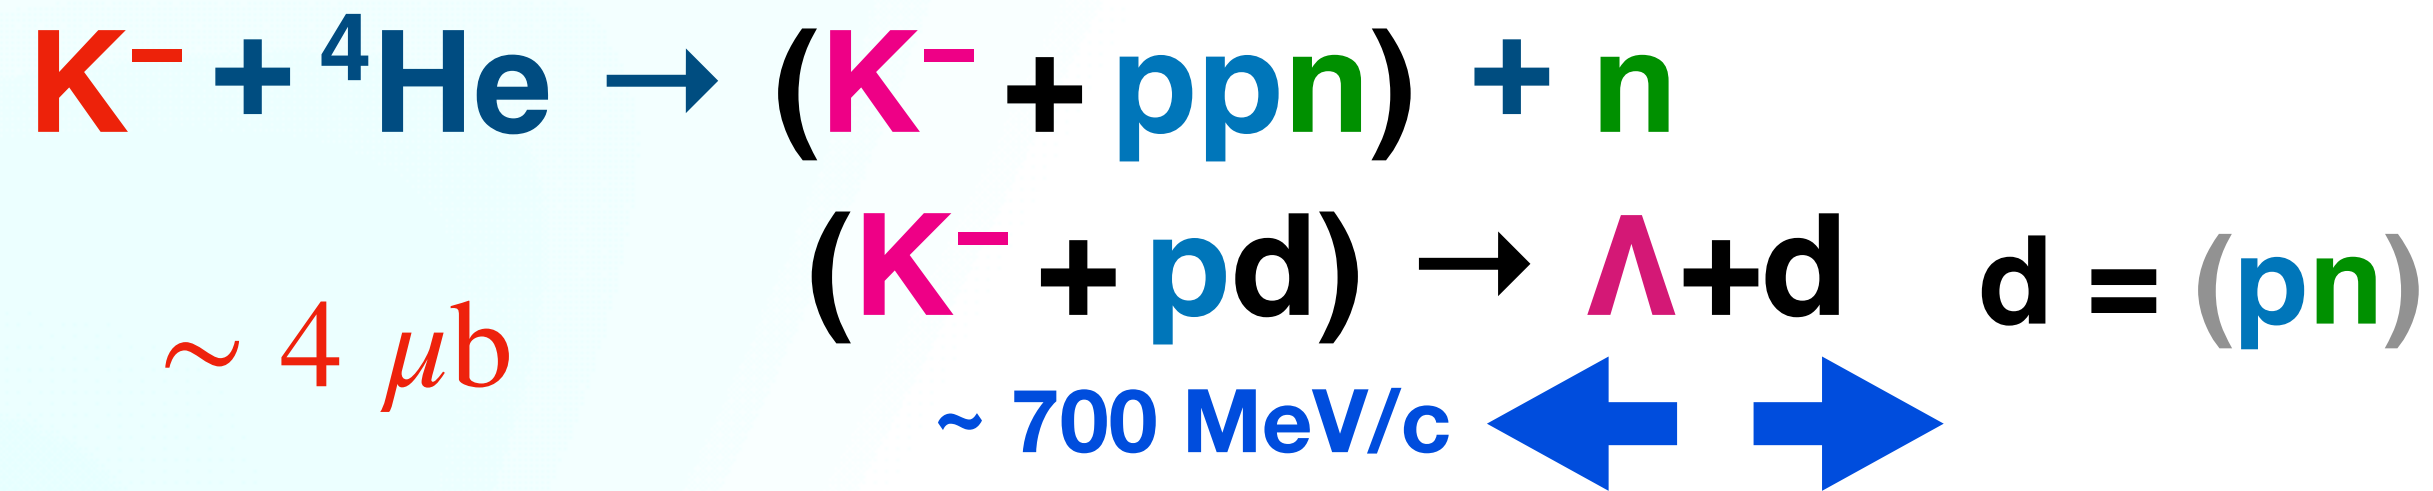 K⁻ + ⁴He → (K⁻ + ppn) + n
(K⁻ + pd) → Λ+d d = (pn)
~ 4 μb
~ 700 MeV/c